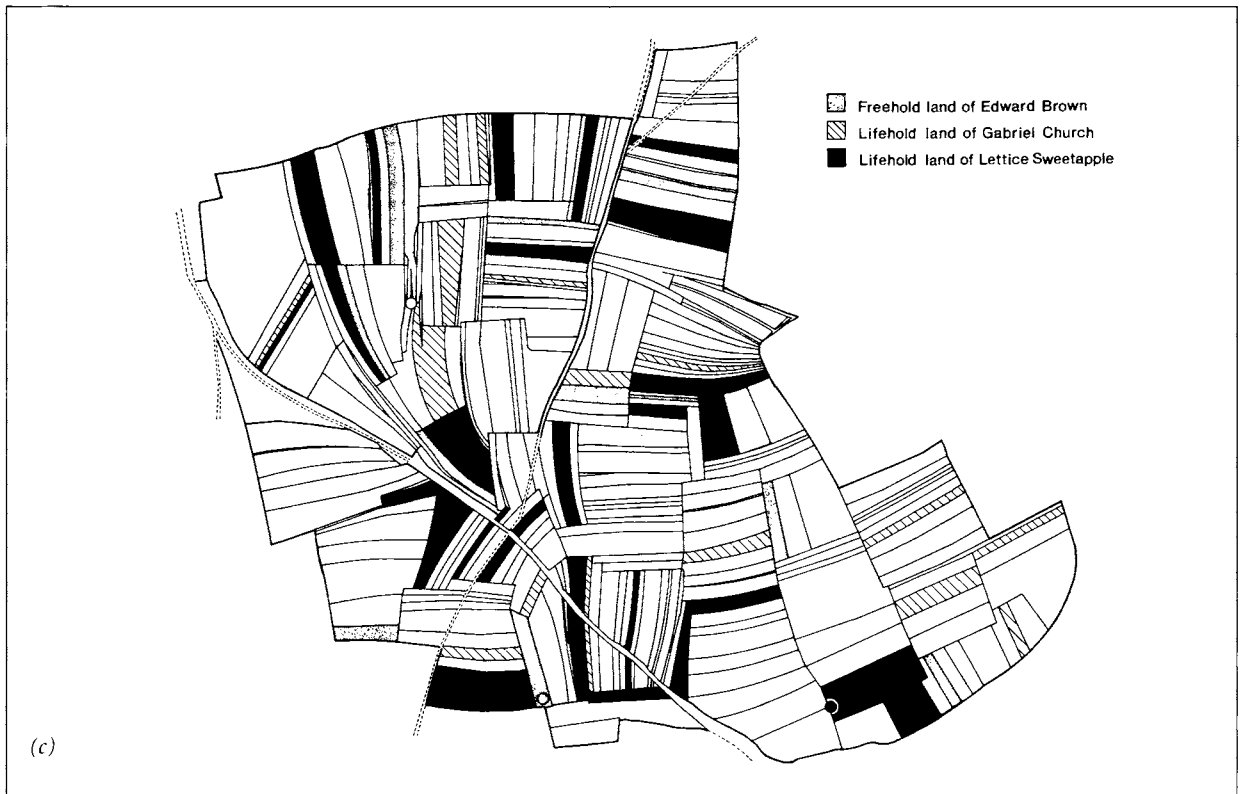 Freehold land of Edward Brown
Lifehold land of Gabriel Church
Lifehold land of Lettice Sweetapple
(c)